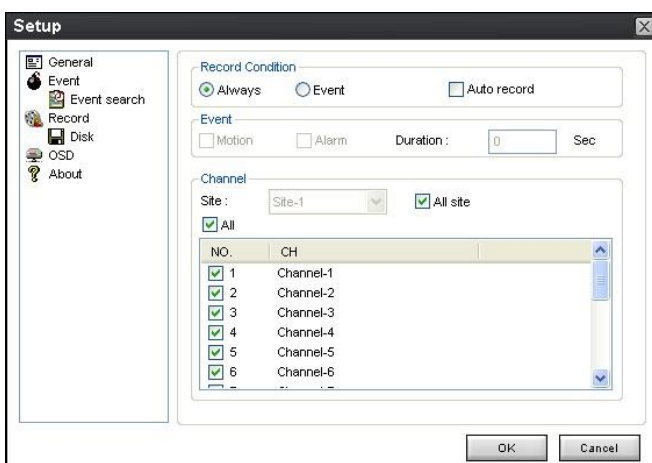 Setup
General
Event
Event search
Record
Disk
OSD
About
Record Condition
Always Event Auto record
Event
Motion Alarm Duration : 0 Sec
Channel
Site : Site-1 All site
All
NO. CH
1 Channel-1
2 Channel-2
3 Channel-3
4 Channel-4
5 Channel-5
6 Channel-6
OK Cancel